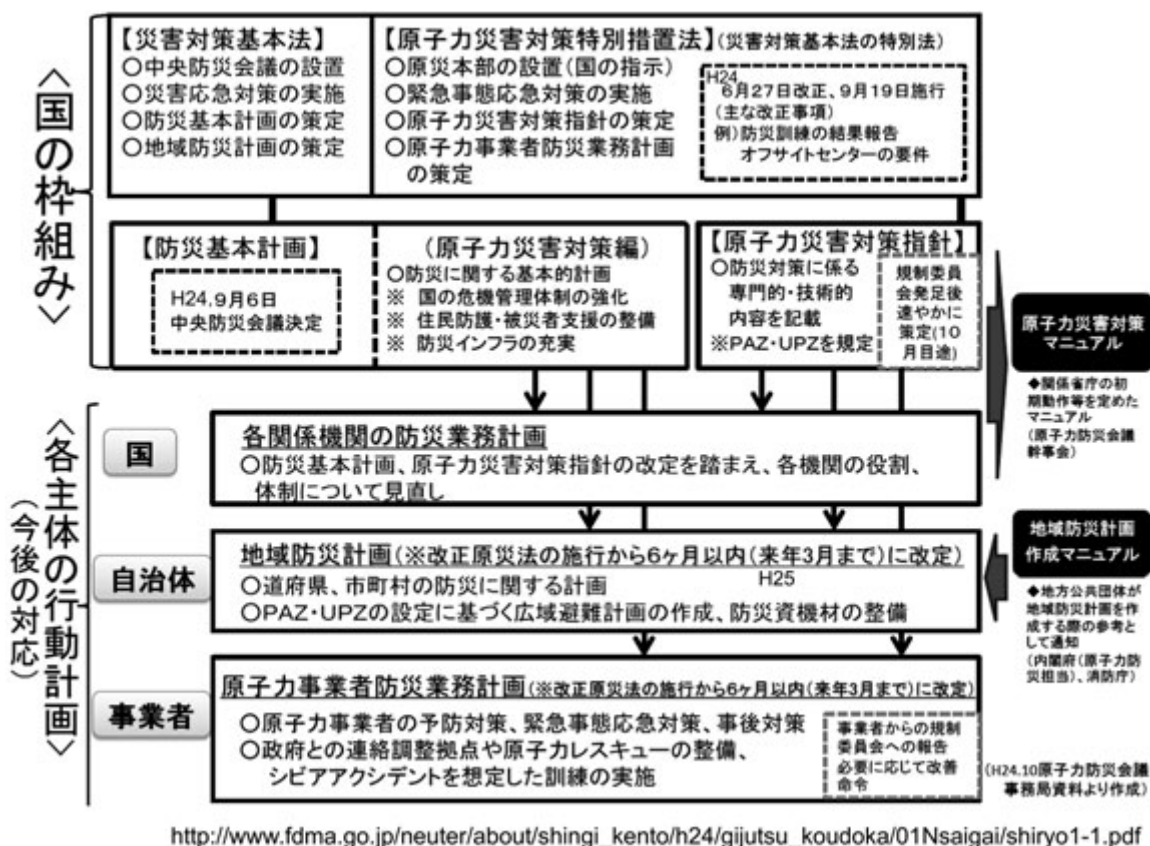 〈国の枠組み〉
【災害対策基本法】
○中央防災会議の設置
○災害応急対策の実施
○防災基本計画の策定
○地域防災計画の策定
【原子力災害対策特別措置法】(災害対策基本法の特別法)
○原災本部の設置(国の指示)
○緊急事態応急対策の実施
○原子力災害対策指針の策定
○原子力事業者防災業務計画
の策定
H24,
6月27日改正、9月19日施行
(主な改正事項)
例)防災訓練の結果報告
オフサイトセンターの要件
【防災基本計画】
H24,9月6日
中央防災会議決定
(原子力災害対策編)
○防災に関する基本的計画
※ 国の危機管理体制の強化
※ 住民防護・被災者支援の整備
※ 防災インフラの充実
【原子力災害対策指針】
○防災対策に係る
専門的・技術的
内容を記載
※PAZ・UPZを規定
規制委員
会発足後
速やかに
策定(10
月目途)
原子力災害対策
マニュアル
◆関係省庁の初
期動作等を定めた
マニュアル
(原子力防災会議
幹事会)
〈各主体の行動計画〉
(今後の対応)
国
各関係機関の防災業務計画
○防災基本計画、原子力災害対策指針の改定を踏まえ、各機関の役割、
体制について見直し
自治体
地域防災計画(※改正原災法の施行から6ヶ月以内(来年3月まで)に改定)
H25
○道府県、市町村の防災に関する計画
○PAZ・UPZの設定に基づく広域避難計画の作成、防災資機材の整備
地域防災計画
作成マニュアル
◆地方公共団体が
地域防災計画を作
成する際の参考と
して通知
(内閣府(原子力防
災担当)、消防庁)
事業者
原子力事業者防災業務計画(※改正原災法の施行から6ヶ月以内(来年3月まで)に改定)
○原子力事業者の予防対策、緊急事態応急対策、事後対策
○政府との連絡調整拠点や原子力レスキューの整備、
シビアアクシデントを想定した訓練の実施
事業者からの規制
委員会への報告
必要に応じて改善
命令
(H24.10原子力防災会議
事務局資料より作成)
http://www.fdma.go.jp/neuter/about/shingi_kento/h24/gijutsu_koudoka/01Nsaigai/shiryo1-1.pdf